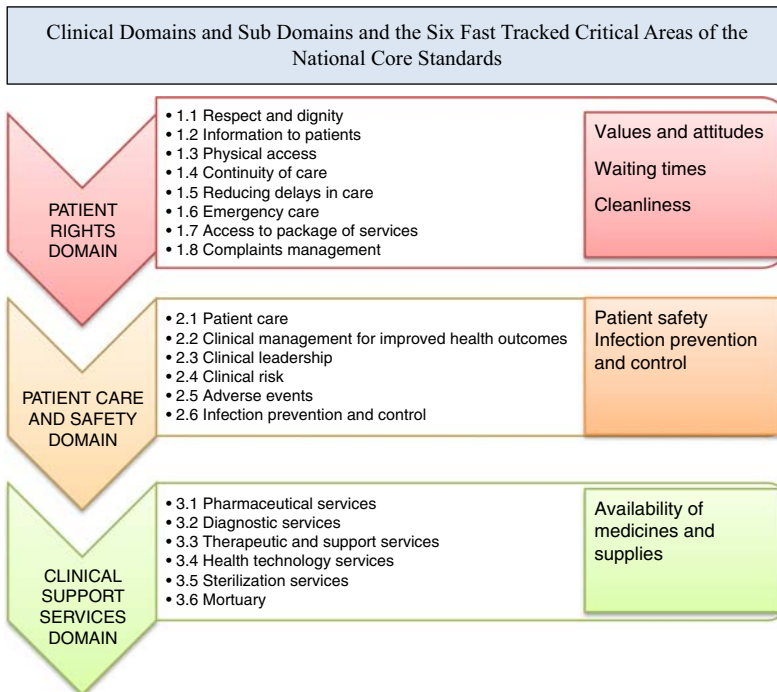 Clinical Domains and Sub Domains and the Six Fast Tracked Critical Areas of the
National Core Standards
PATIENT
RIGHTS
DOMAIN
• 1.1 Respect and dignity
• 1.2 Information to patients
• 1.3 Physical access
• 1.4 Continuity of care
• 1.5 Reducing delays in care
• 1.6 Emergency care
• 1.7 Access to package of services
• 1.8 Complaints management
Values and attitudes
Waiting times
Cleanliness
PATIENT CARE
AND SAFETY
DOMAIN
• 2.1 Patient care
• 2.2 Clinical management for improved health outcomes
• 2.3 Clinical leadership
• 2.4 Clinical risk
• 2.5 Adverse events
• 2.6 Infection prevention and control
Patient safety
Infection prevention
and control
CLINICAL
SUPPORT
SERVICES
DOMAIN
• 3.1 Pharmaceutical services
• 3.2 Diagnostic services
• 3.3 Therapeutic and support services
• 3.4 Health technology services
• 3.5 Sterilization services
• 3.6 Mortuary
Availability of
medicines and
supplies